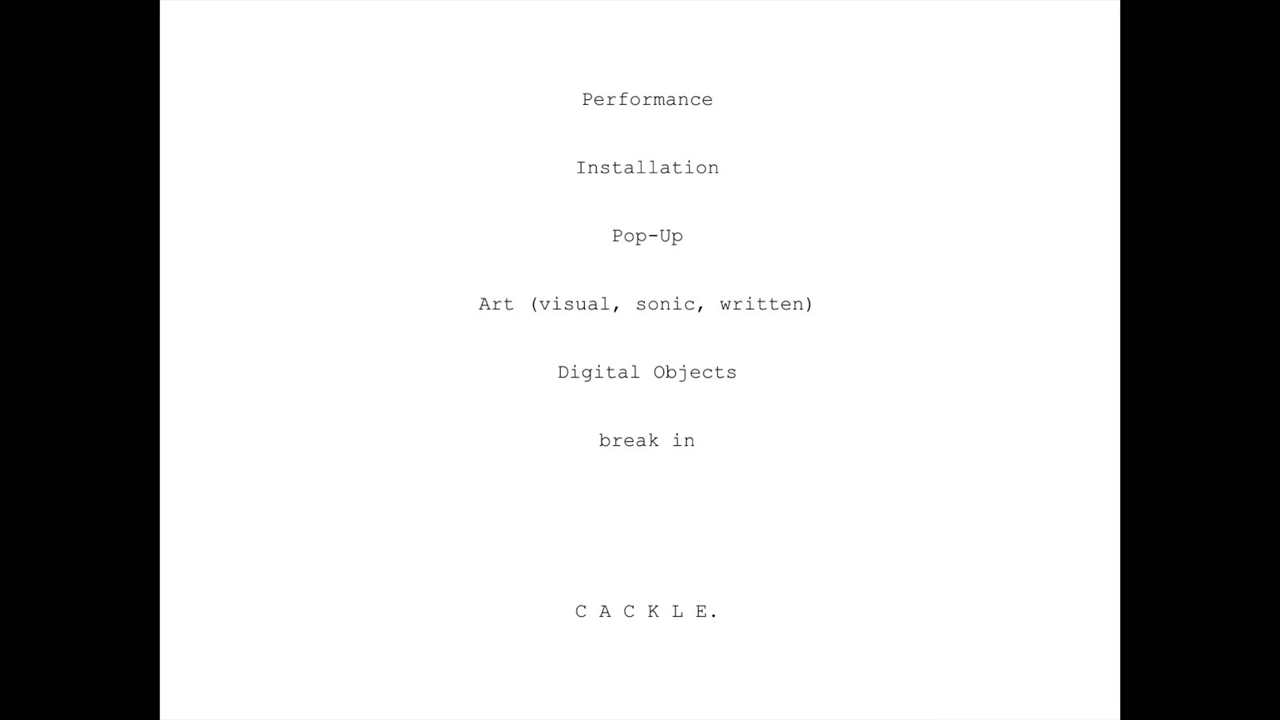 Performance
Installation
Pop-Up
Art (visual, sonic, written)
Digital Objects
break in
C A C K L E.